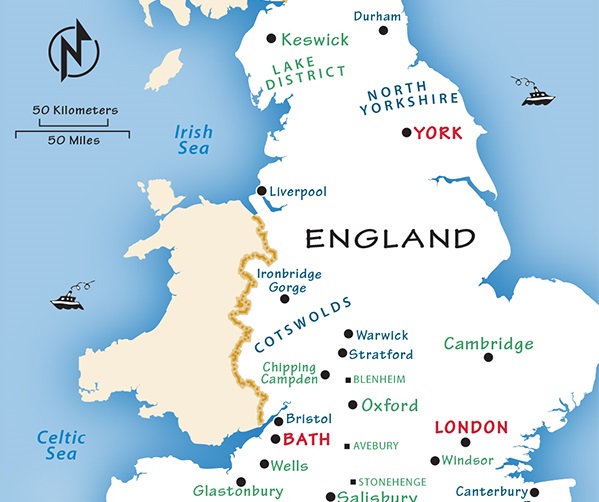 Durham
N
Keswick
LAKE
DISTRICT
NORTH
YORKSHIRE
50 Kilometers
50 Miles
Irish
Sea
YORK
Liverpool
ENGLAND
Ironbridge
Gorge
COTSWOLDS
Warwick
Stratford
Cambridge
Chipping
Campden
BLENHEIM
Oxford
Bristol
BATH
LONDON
Celtic
Sea
AVEBURY
Wells
Windsor
Glastonbury
STONEHENGE
Salisbury
Canterbury